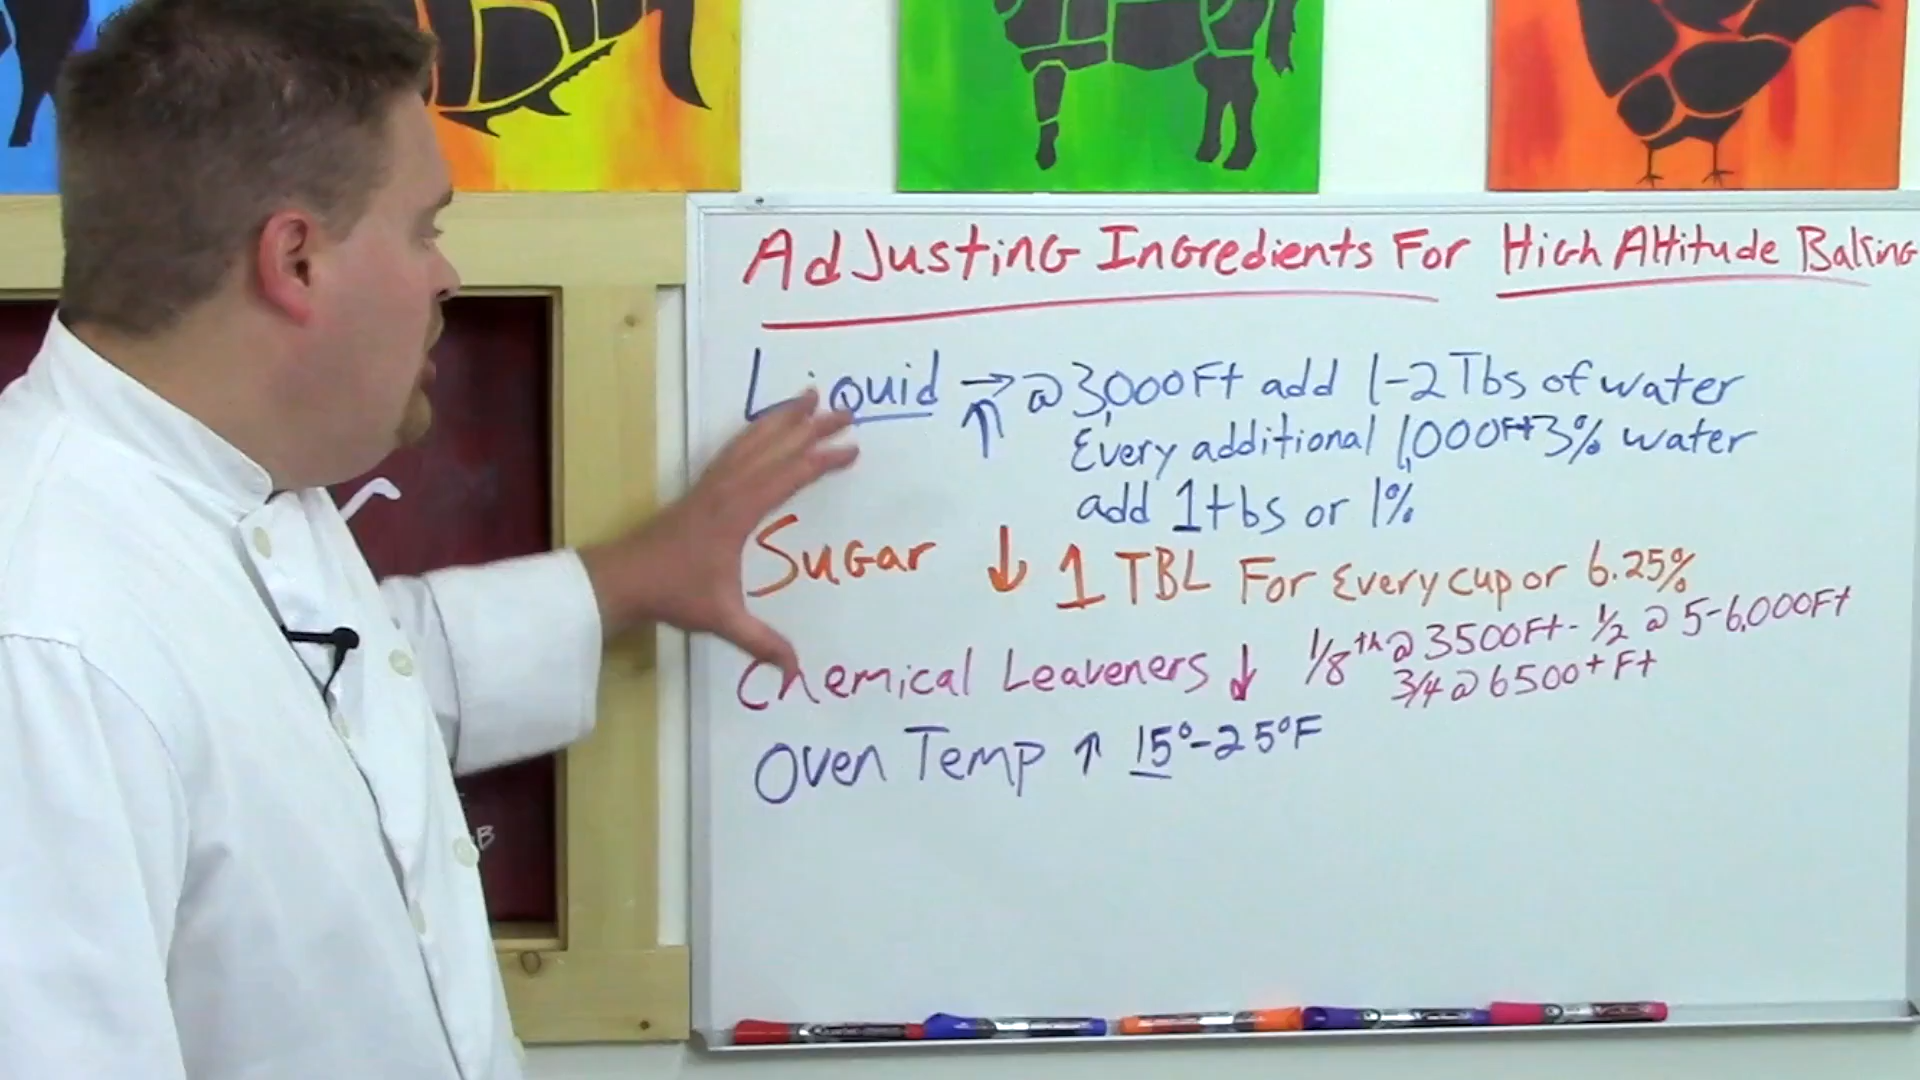 AdJusting Ingredients For High Altitude Baking
Liquid → @ 3,000Ft add 1-2 Tbs of water
↑ Every additional 1,000Ft 3% water
add 1 tbs or 1%
Sugar ↓ 1 TBL For Every cup or 6.25%
Chemical Leaveners ↓ 1/8th @ 3500Ft - 1/2 @ 5-6,000Ft
3/4 @ 6500+ Ft
Oven Temp ↑ 15°-25°F